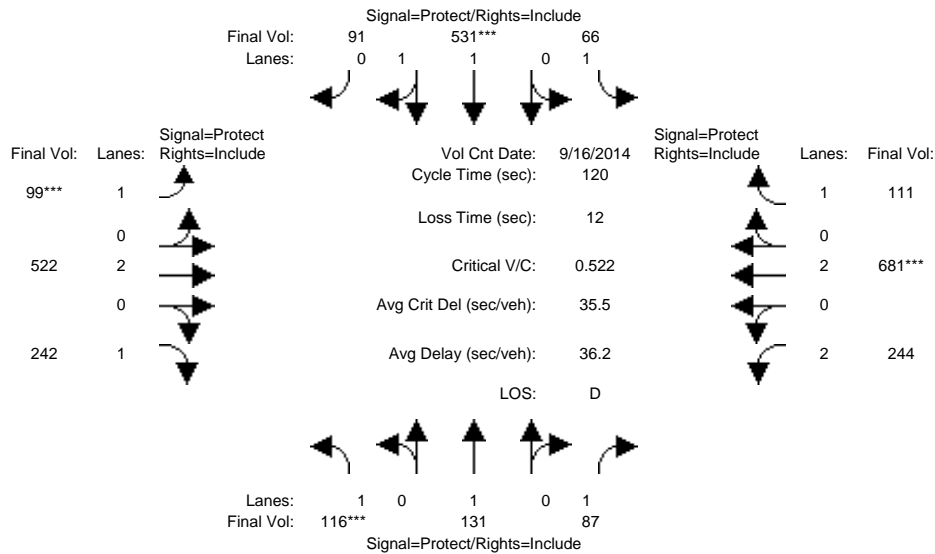 Signal=Protect/Rights=Include
Final Vol: 91 531*** 66
Lanes: 0 1 1 0 1
Signal=Protect Signal=Protect
Final Vol: Lanes: Rights=Include Vol Cnt Date: 9/16/2014 Rights=Include Lanes: Final Vol:
Cycle Time (sec): 120
99*** 1 1 111
Loss Time (sec): 12
0 0
522 2 Critical V/C: 0.522 2 681***
0 Avg Crit Del (sec/veh): 35.5 0
242 1 Avg Delay (sec/veh): 36.2 2 244
LOS: D
Lanes: 1 0 1 0 1
Final Vol: 116*** 131 87
Signal=Protect/Rights=Include